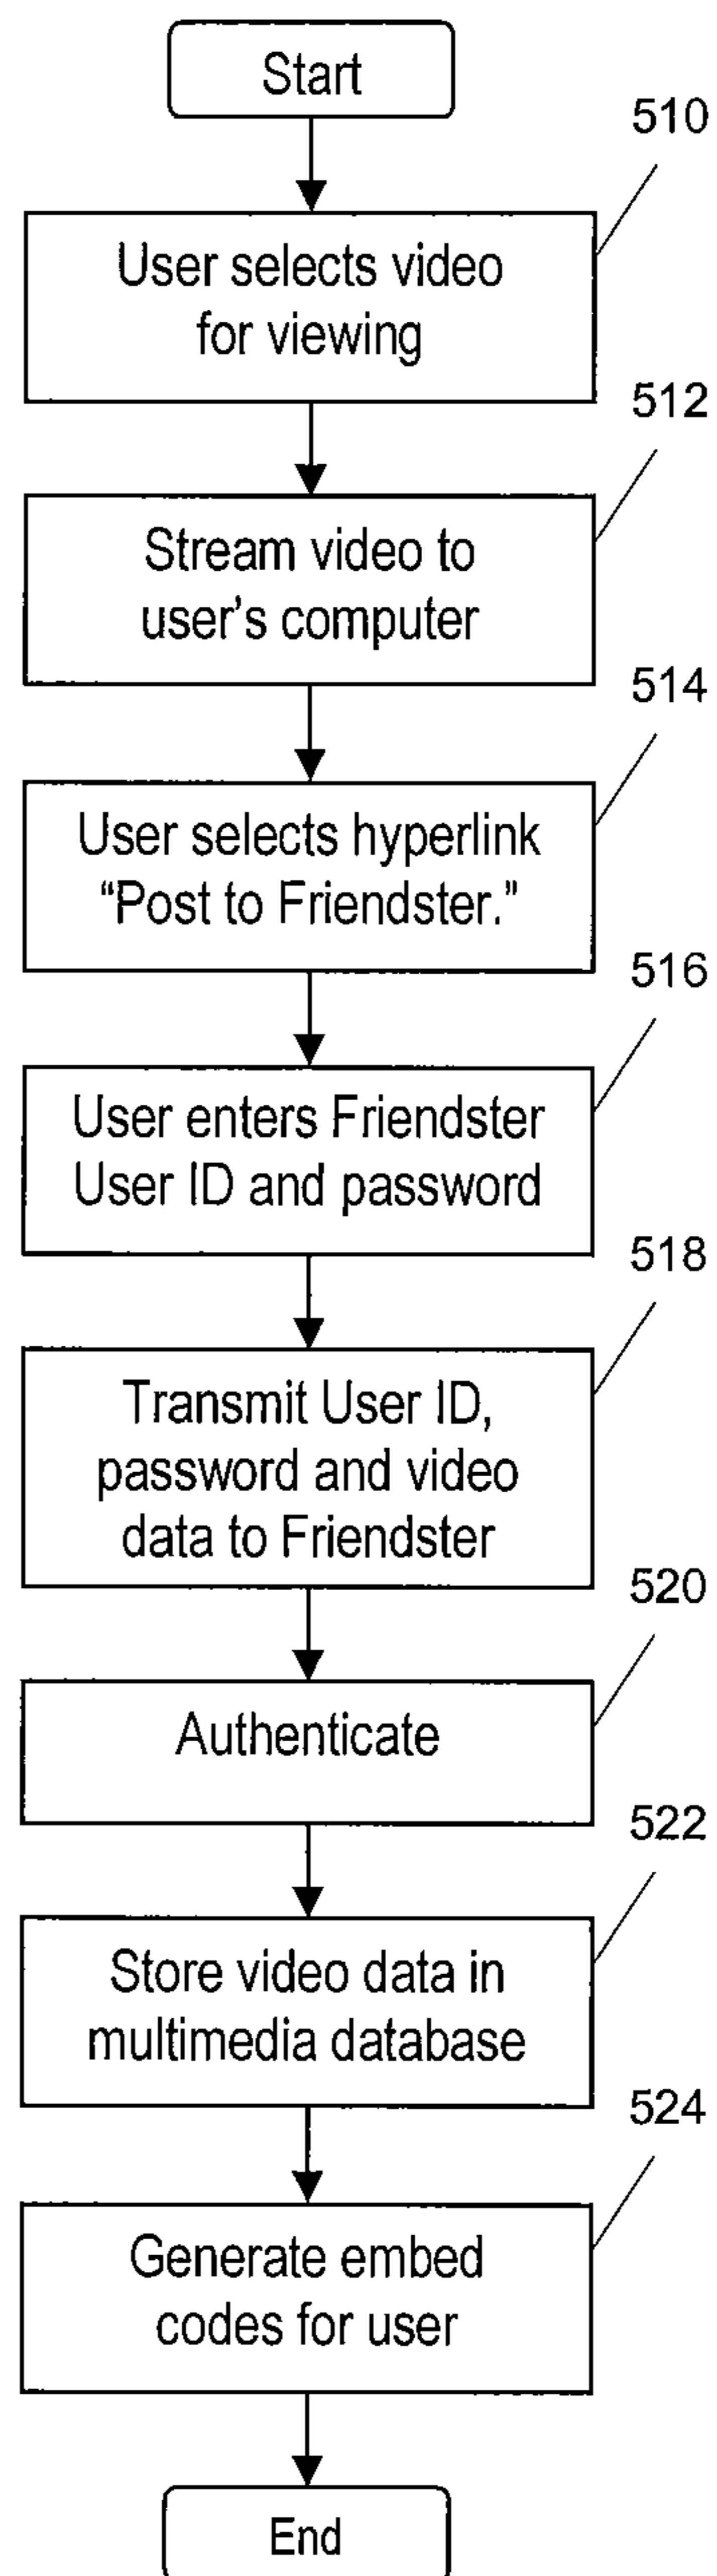 Start
510
User selects video
for viewing
512
Stream video to
user's computer
514
User selects hyperlink
“Post to Friendster.”
516
User enters Friendster
User ID and password
518
Transmit User ID,
password and video
data to Friendster
520
Authenticate
522
Store video data in
multimedia database
524
Generate embed
codes for user
End